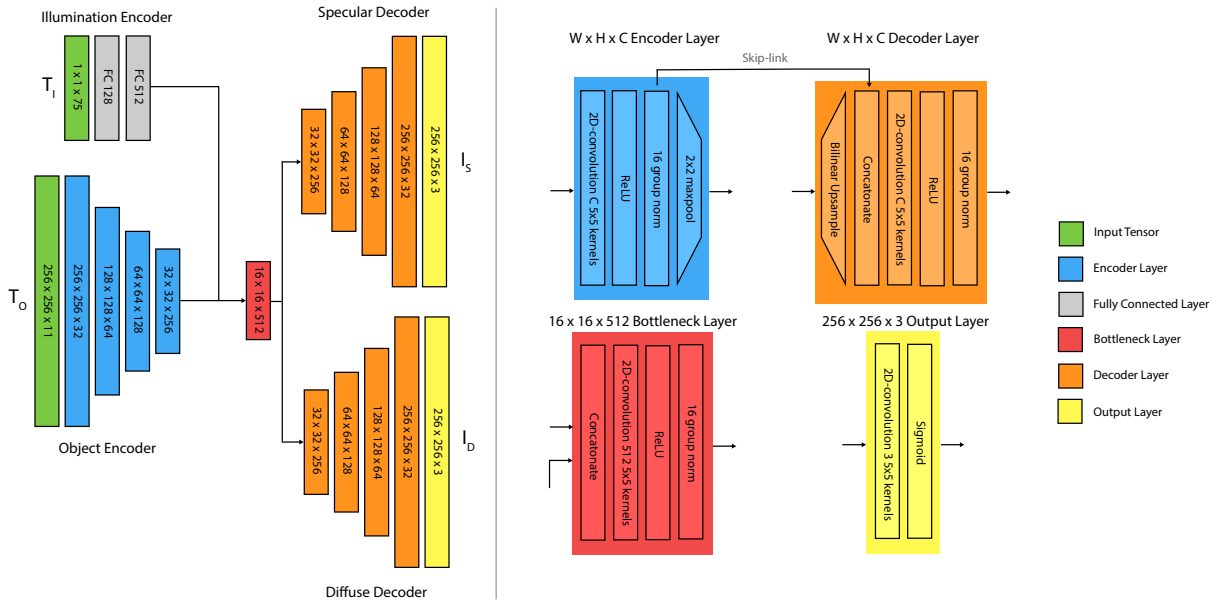 Illumination Encoder
T_I
1 x 1 x 75
FC 128
FC 512
T_O
256 x 256 x 11
256 x 256 x 32
128 x 128 x 64
64 x 64 x 128
32 x 32 x 256
Object Encoder
16 x 16 x 512
Specular Decoder
32 x 32 x 256
64 x 64 x 128
128 x 128 x 64
256 x 256 x 32
256 x 256 x 3
I_S
32 x 32 x 256
64 x 64 x 128
128 x 128 x 64
256 x 256 x 32
256 x 256 x 3
I_D
Diffuse Decoder
W x H x C Encoder Layer
2D-convolution C 5x5 kernels
ReLU
16 group norm
2x2 maxpool
Skip-link
W x H x C Decoder Layer
Bilinear Upsample
Concatonate
2D-convolution C 5x5 kernels
ReLU
16 group norm
16 x 16 x 512 Bottleneck Layer
Concatonate
2D-convolution 512 5x5 kernels
ReLU
16 group norm
256 x 256 x 3 Output Layer
2D-convolution 3 5x5 kernels
Sigmoid
Input Tensor
Encoder Layer
Fully Connected Layer
Bottleneck Layer
Decoder Layer
Output Layer